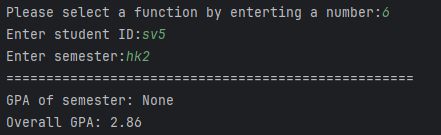 Please select a function by enterting a number:6
Enter student ID:sv5
Enter semester:hk2
===================================================
GPA of semester: None
Overall GPA: 2.86